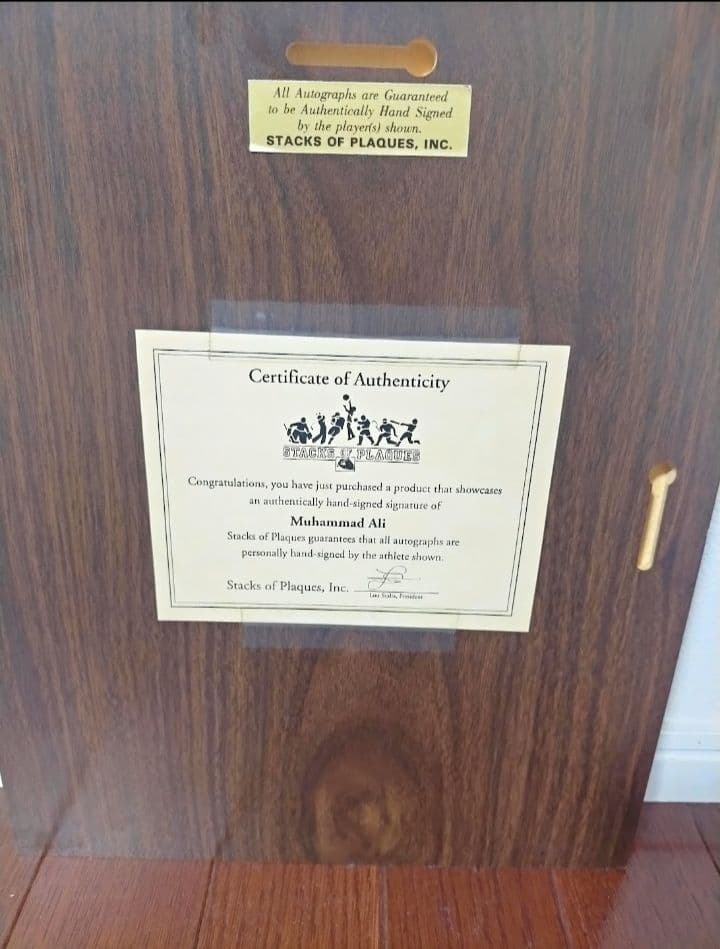 All Autographs are Guaranteed
to be Authentically Hand Signed
by the player(s) shown.
STACKS OF PLAQUES, INC.
Certificate of Authenticity
STACKS OF PLAQUES
Congratulations, you have just purchased a product that showcases
an authentically hand-signed signature of
Muhammad Ali
Stacks of Plaques guarantees that all autographs are
personally hand-signed by the athlete shown.
Stacks of Plaques, Inc.
President